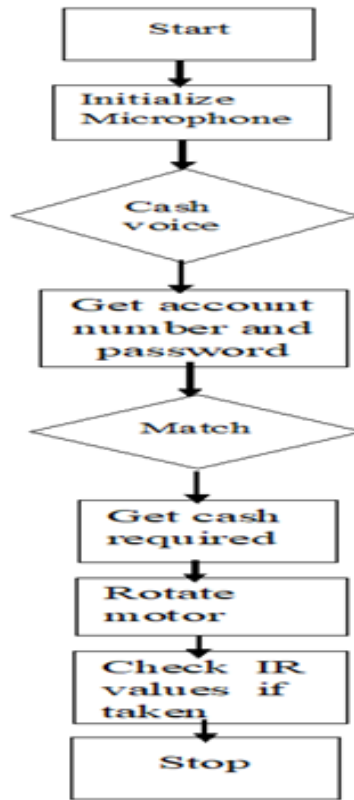 Start
Initialize
Microphone
Cash
voice
Get account
number and
password
Match
Get cash
required
Rotate
motor
Check IR
values if
taken
Stop